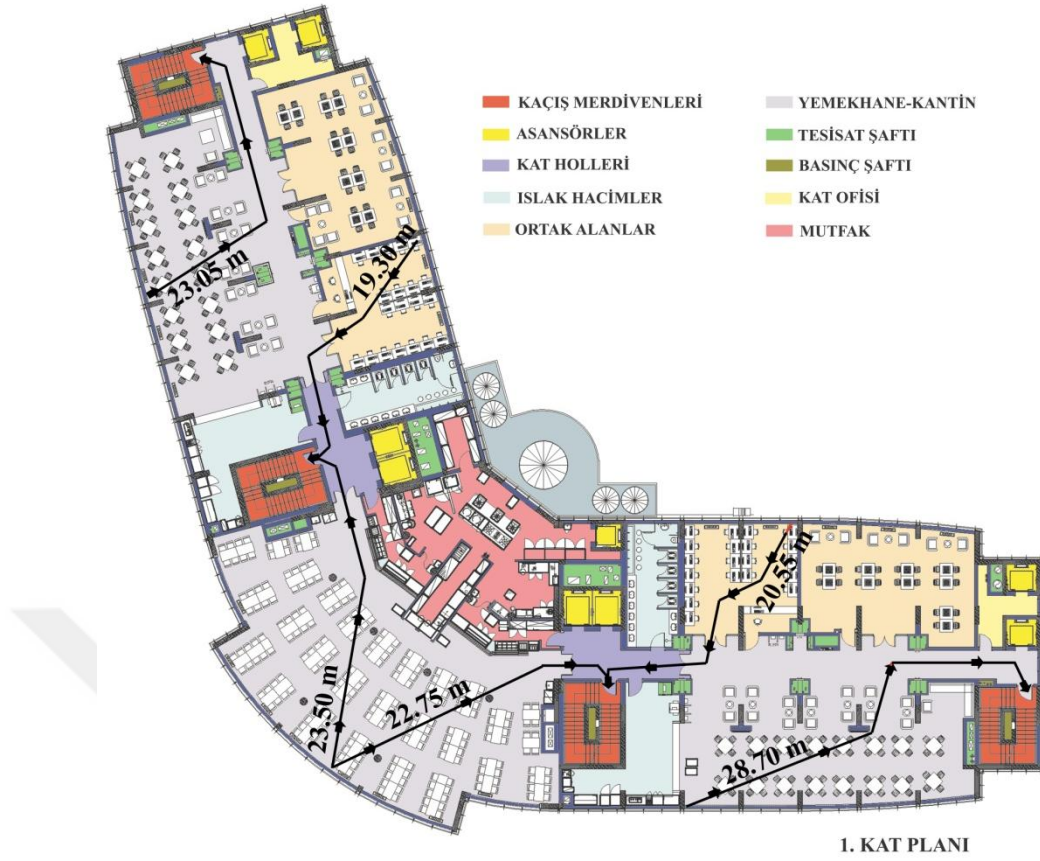 KAÇIŞ MERDİVENLERİ
ASANSÖRLER
KAT HOLLERİ
ISLAK HACİMLER
ORTAK ALANLAR
YEMEKHANE-KANTİN
TESİSAT ŞAFTI
BASINÇ ŞAFTI
KAT OFİSİ
MUTFAK
23.05 m
19.30 m
23.50 m
22.75 m
20.55 m
28.70 m
1. KAT PLANI